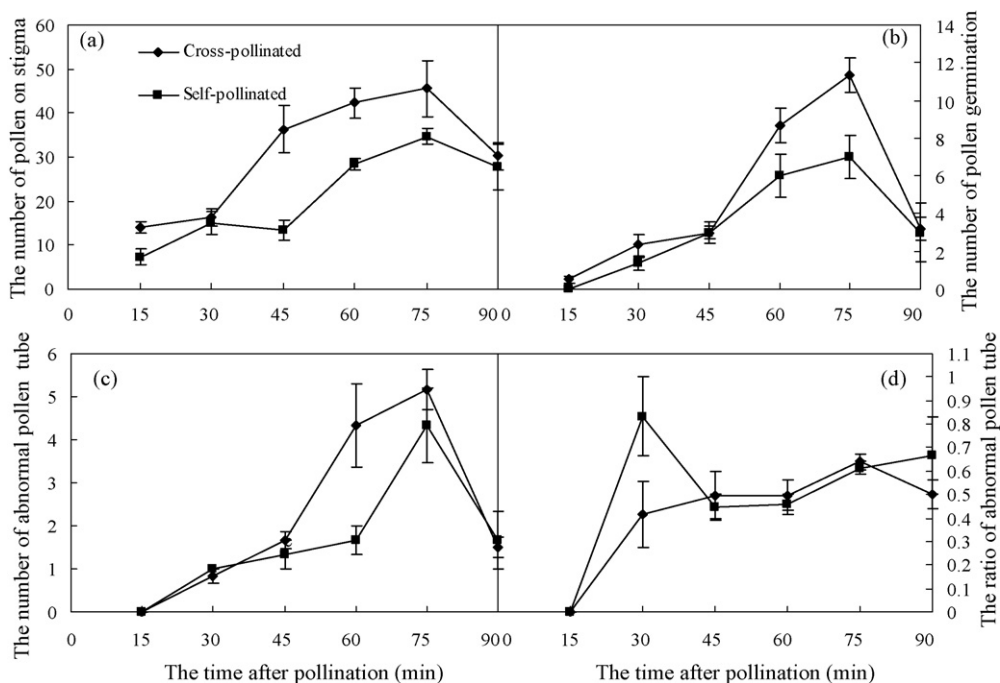 60
50
40
30
20
10
0
The number of pollen on stigma
(a)
Cross-pollinated
Self-pollinated
0 15 30 45 60 75 90
(b)
14
12
10
8
6
4
2
0
The number of pollen germination
0 15 30 45 60 75 90
6
5
4
3
2
1
0
The number of abnormal pollen tube
(c)
0 15 30 45 60 75 90
The time after pollination (min)
(d)
1.1
1
0.9
0.8
0.7
0.6
0.5
0.4
0.3
0.2
0.1
0
The ratio of abnormal pollen tube
0 15 30 45 60 75 90
The time after pollination (min)